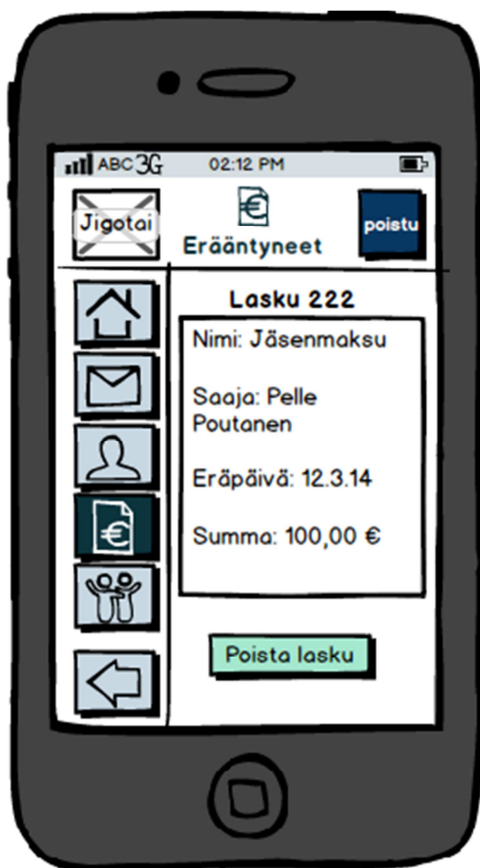 ABC 3G 02:12 PM
Jigotai
Erääntyneet
poistu
Lasku 222
Nimi: Jäsenmaksu
Saaja: Pelle
Poutanen
Eräpäivä: 12.3.14
Summa: 100,00 €
Poista lasku